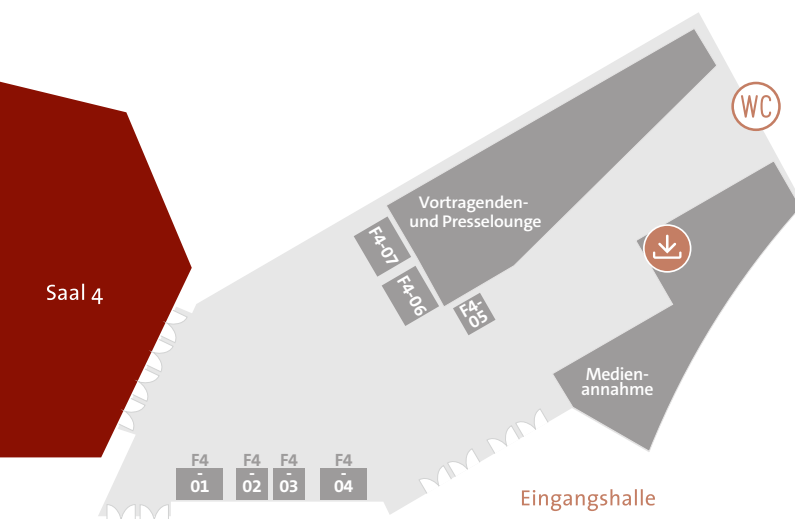 WC
Vortragenden-
und Presselounge
F4-07
F4-06
F4-
05
Saal 4
Medien-
annahme
F4
-
01
F4
-
02
F4
-
03
F4
-
04
Eingangshalle